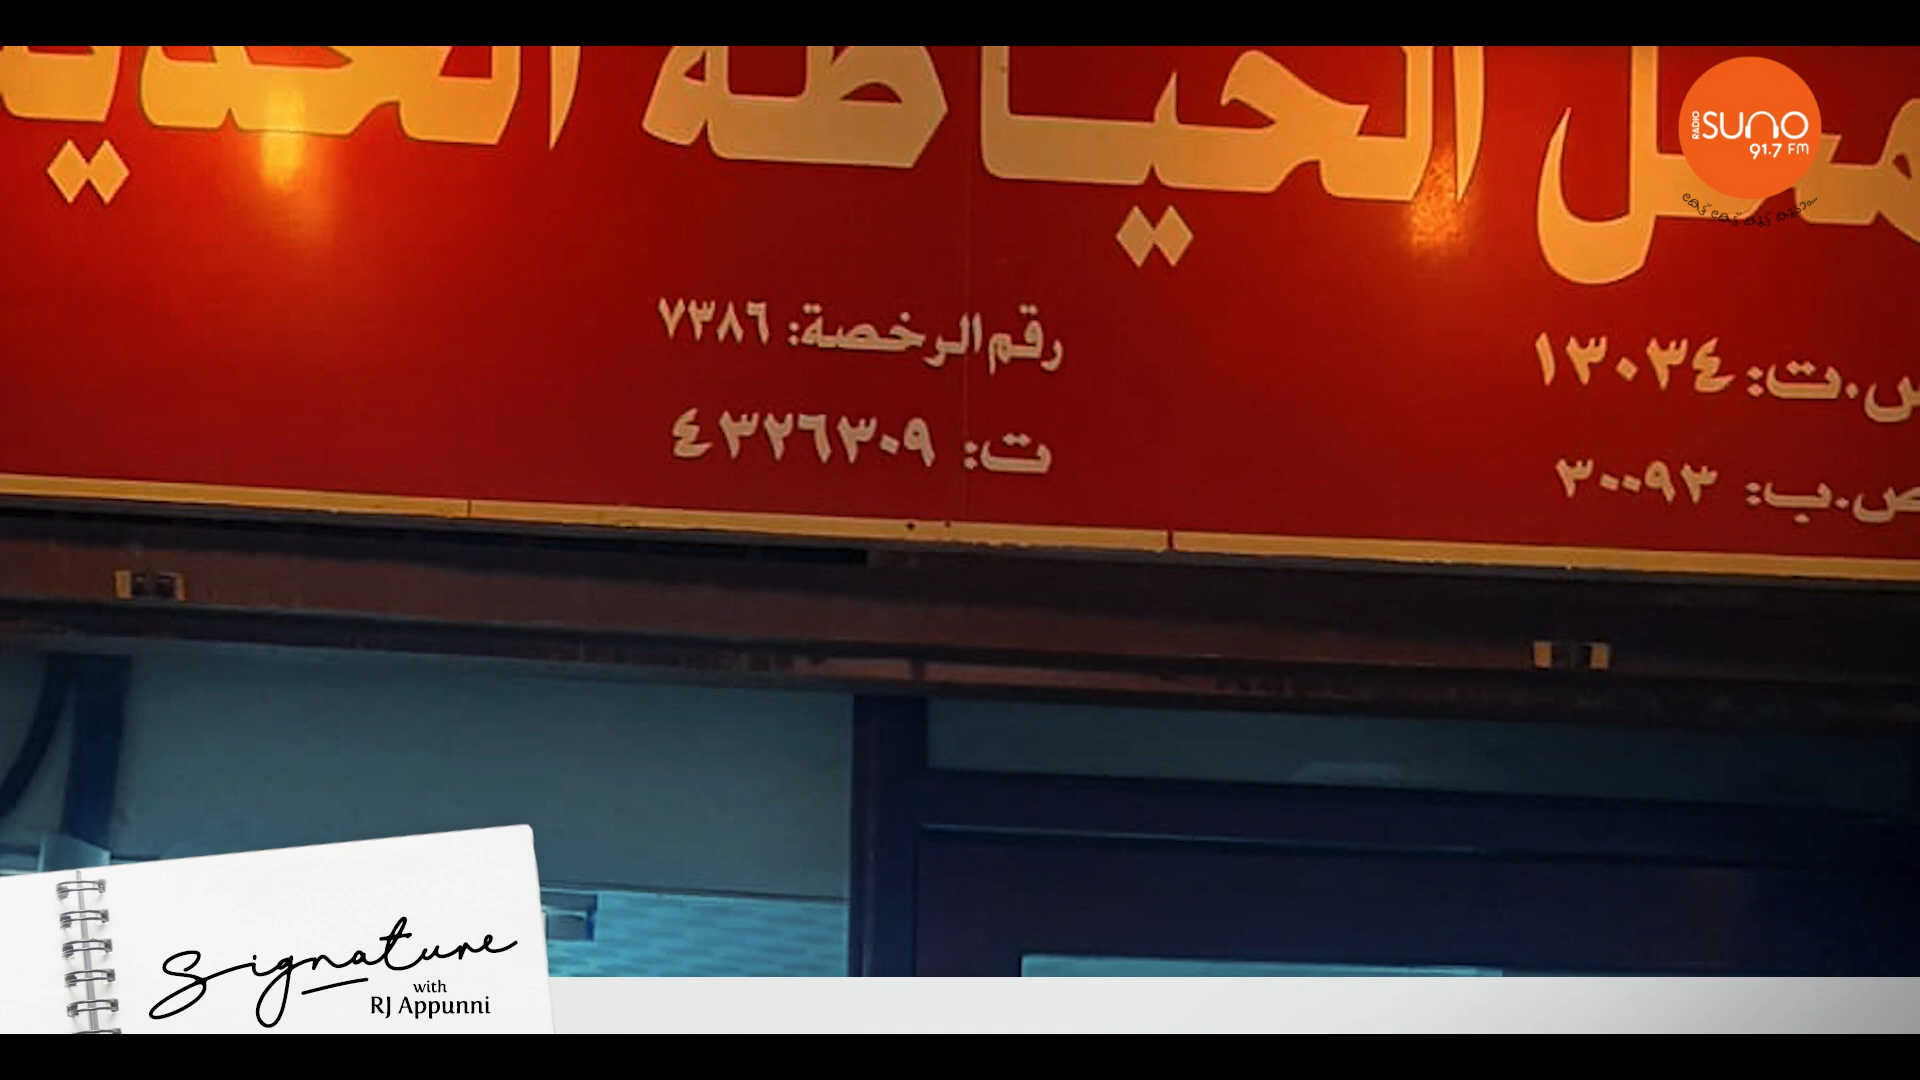 الخياطة
س.ت: ١٣٠٣٤
رقم الرخصة: ٧٣٨٦
ص.ب: ٣٠٠٩٣
ت: ٤٣٢٦٣٠٩
RADIO
SUNO
91.7 FM
കേട്ട് കേട്ട് കൂട്ട് കൂടാം...
Signature
with
RJ Appunni